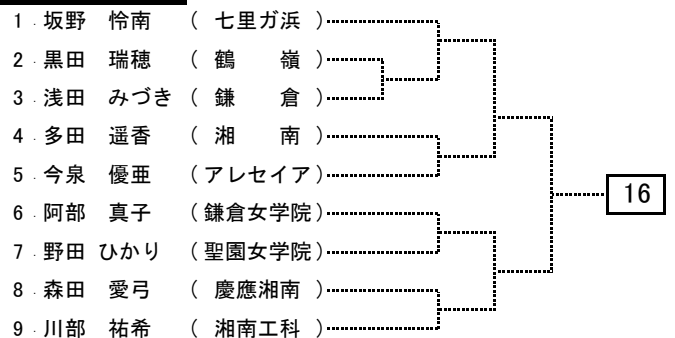 1 坂野 怜南 ( 七里ガ浜 )
2 黒田 瑞穂 ( 鶴 嶺 )
3 浅田 みづき ( 鎌 倉 )
4 多田 遥香 ( 湘 南 )
5 今泉 優亜 ( アレセイア )
6 阿部 真子 ( 鎌倉女学院 )
7 野田 ひかり ( 聖園女学院 )
8 森田 愛弓 ( 慶應湘南 )
9 川部 祐希 ( 湘南工科 )
16